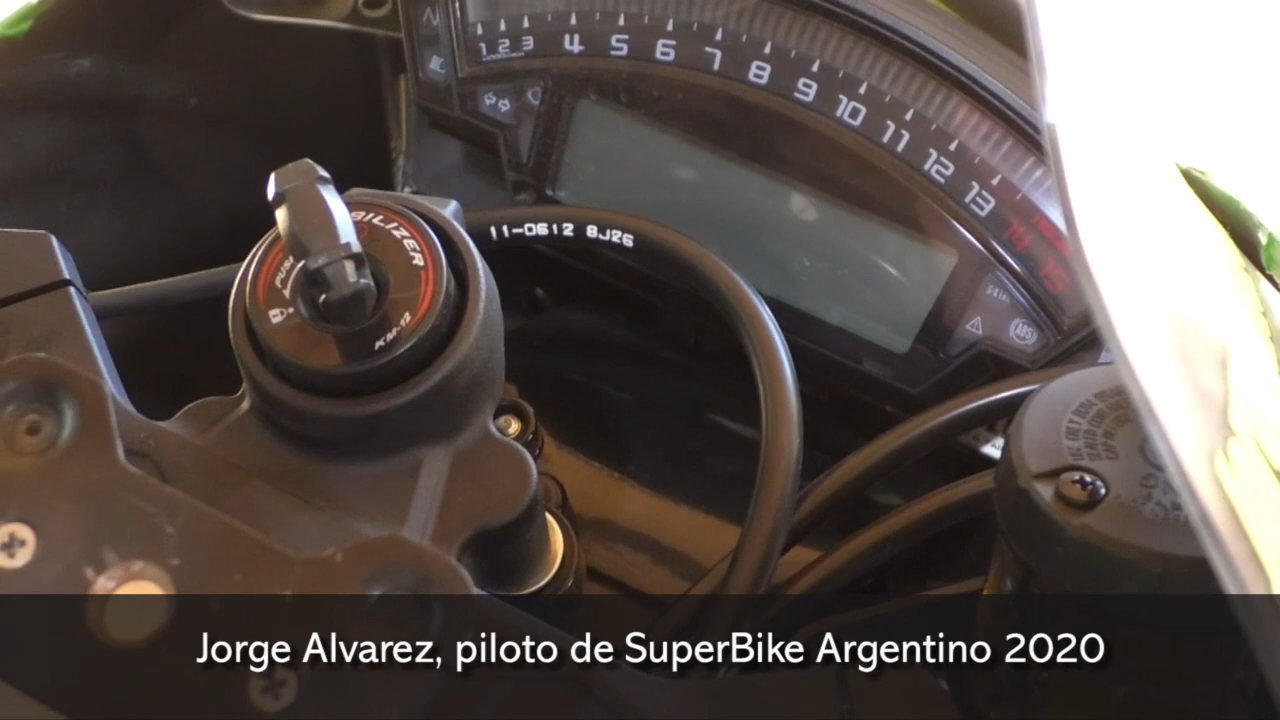 1 2 3 4 5 6 7 8 9 10 11 12 13 14 15
11-0612 8J26
BILIZER
PUSH
KM-12
ABS
Jorge Alvarez, piloto de SuperBike Argentino 2020